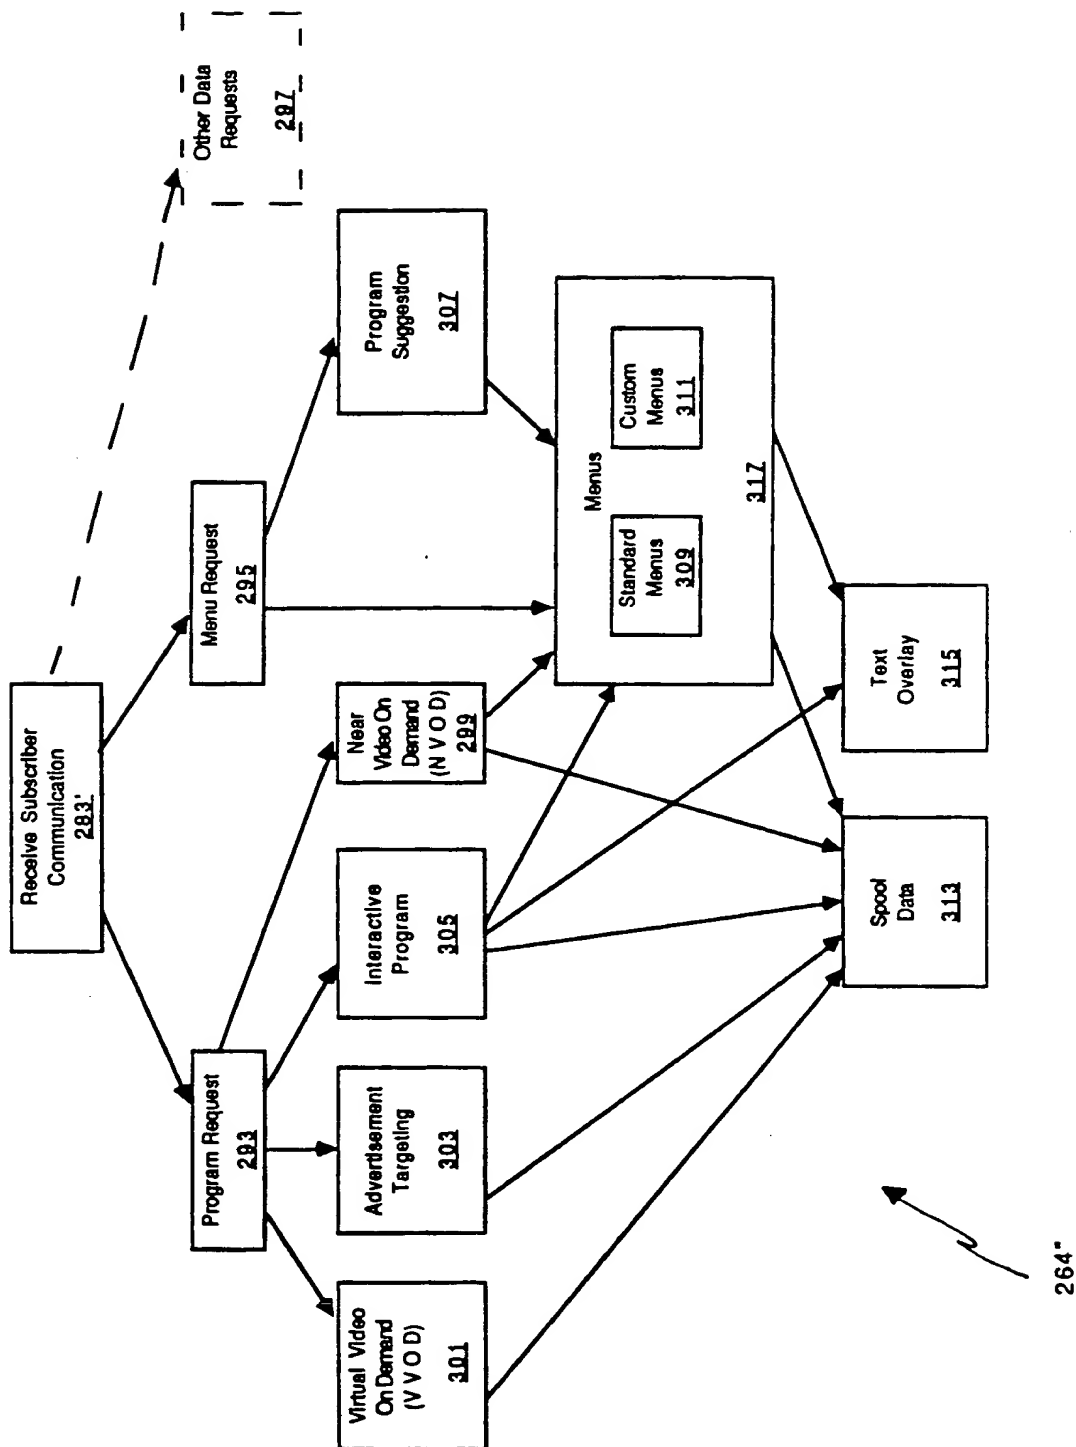 Receive Subscriber
Communication
283'
Other Data
Requests
297
Program Request
293
Menu Request
295
Virtual Video
On Demand
(V V O D)
301
Advertisement
Targeting
303
Interactive
Program
305
Near
Video On
Demand
(N V O D)
299
Program
Suggestion
307
Menus
Standard
Menus
309
Custom
Menus
311
317
Spool
Data
313
Text
Overlay
315
264"